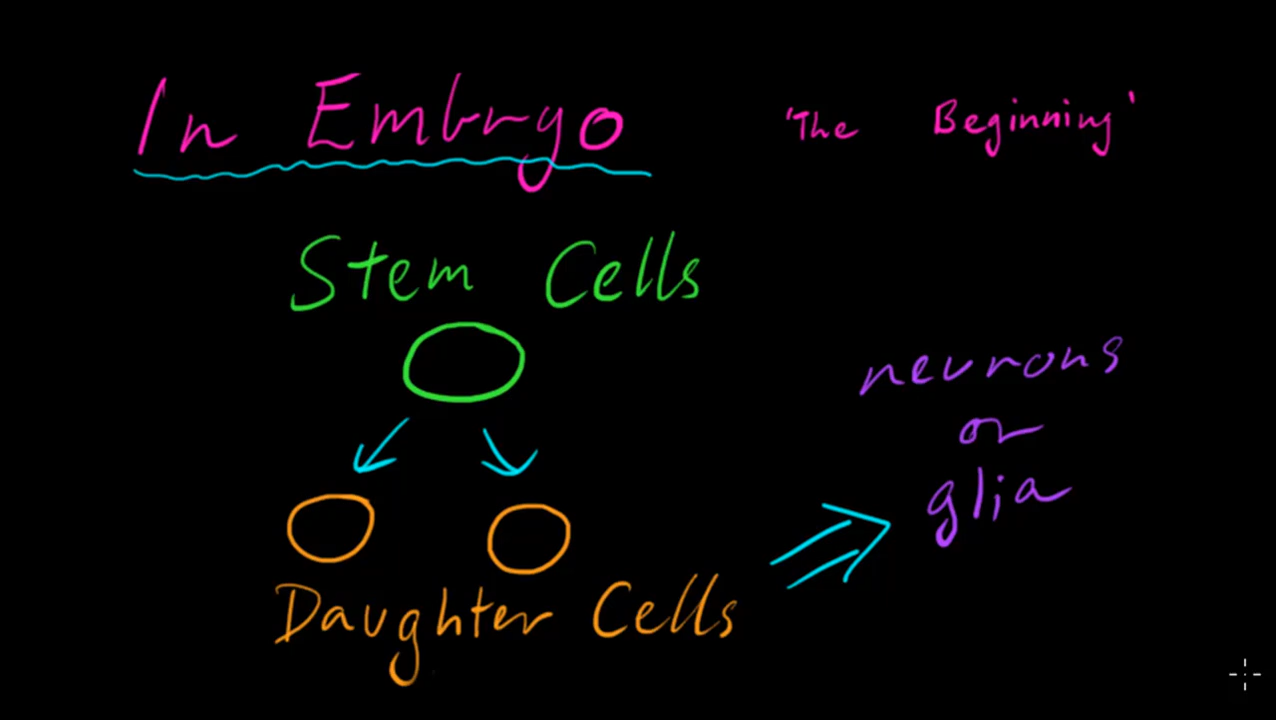 In Embryo 'The Beginning'
Stem Cells
neurons
or
glia
Daughter Cells